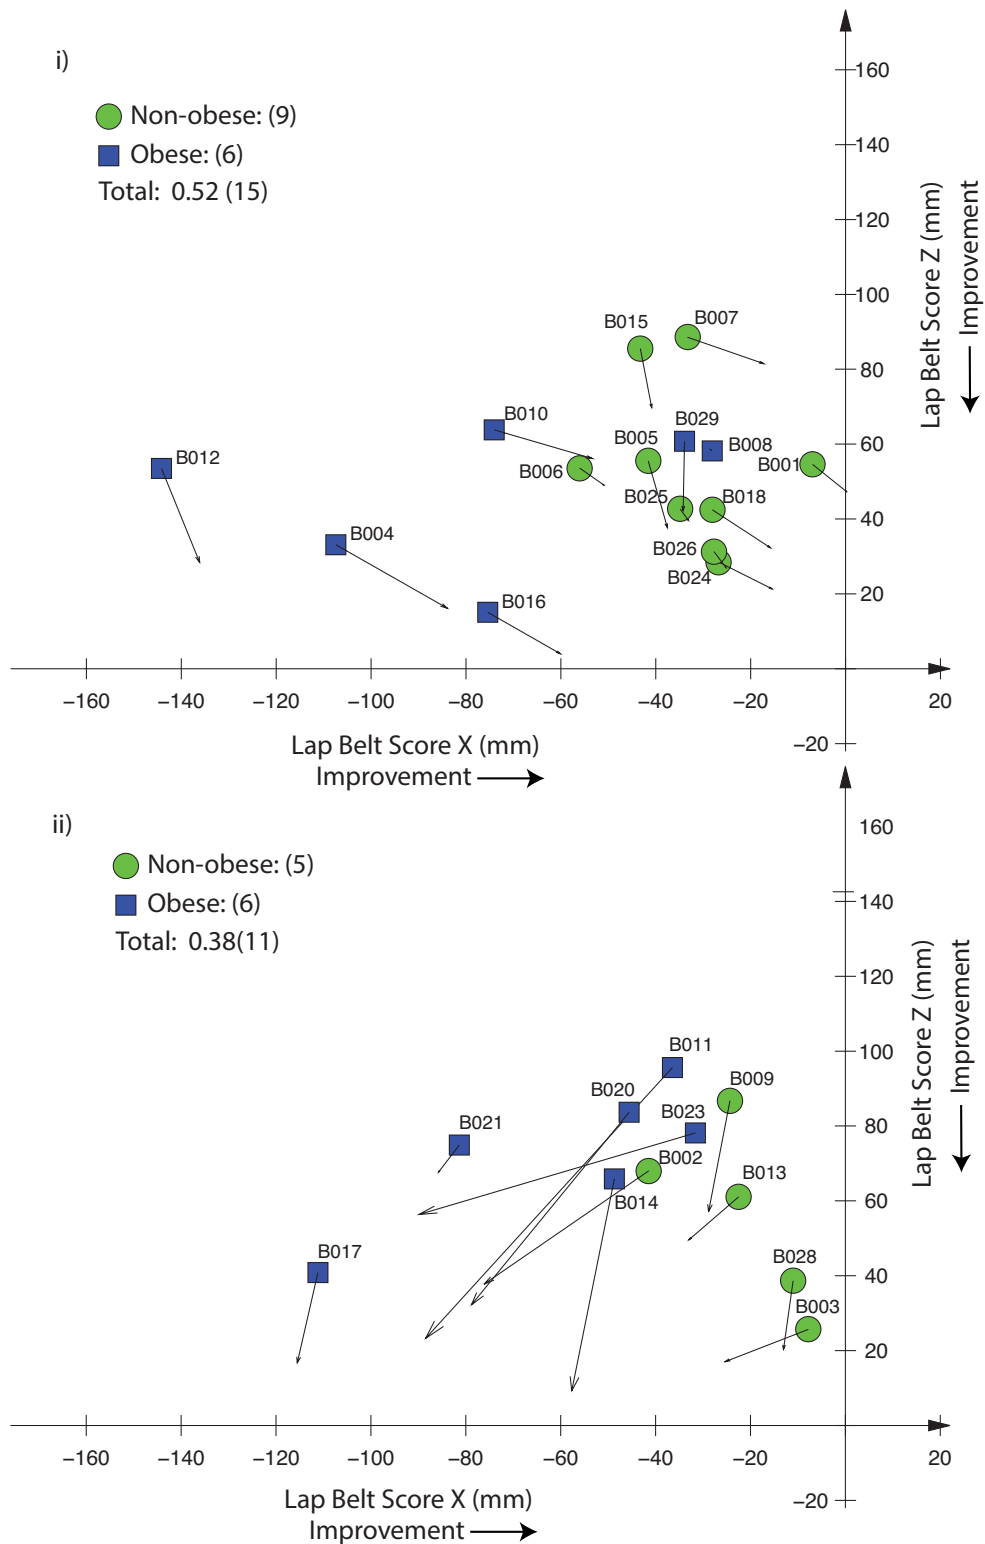 i)
Non-obese: (9)
Obese: (6)
Total: 0.52 (15)
160
140
120
100
80
60
40
20
−20
Lap Belt Score Z (mm)
Improvement
B015
B007
B010
B029
B005
B008
B012
B006
B001
B025
B018
B004
B026
B024
B016
−160
−140
−120
−100
−80
−60
−40
−20
20
Lap Belt Score X (mm)
Improvement
ii)
Non-obese: (5)
Obese: (6)
Total: 0.38(11)
160
140
120
100
80
60
40
20
−20
Lap Belt Score Z (mm)
Improvement
B011
B009
B020
B023
B021
B002
B013
B014
B017
B028
B003
−160
−140
−120
−100
−80
−60
−40
−20
20
Lap Belt Score X (mm)
Improvement